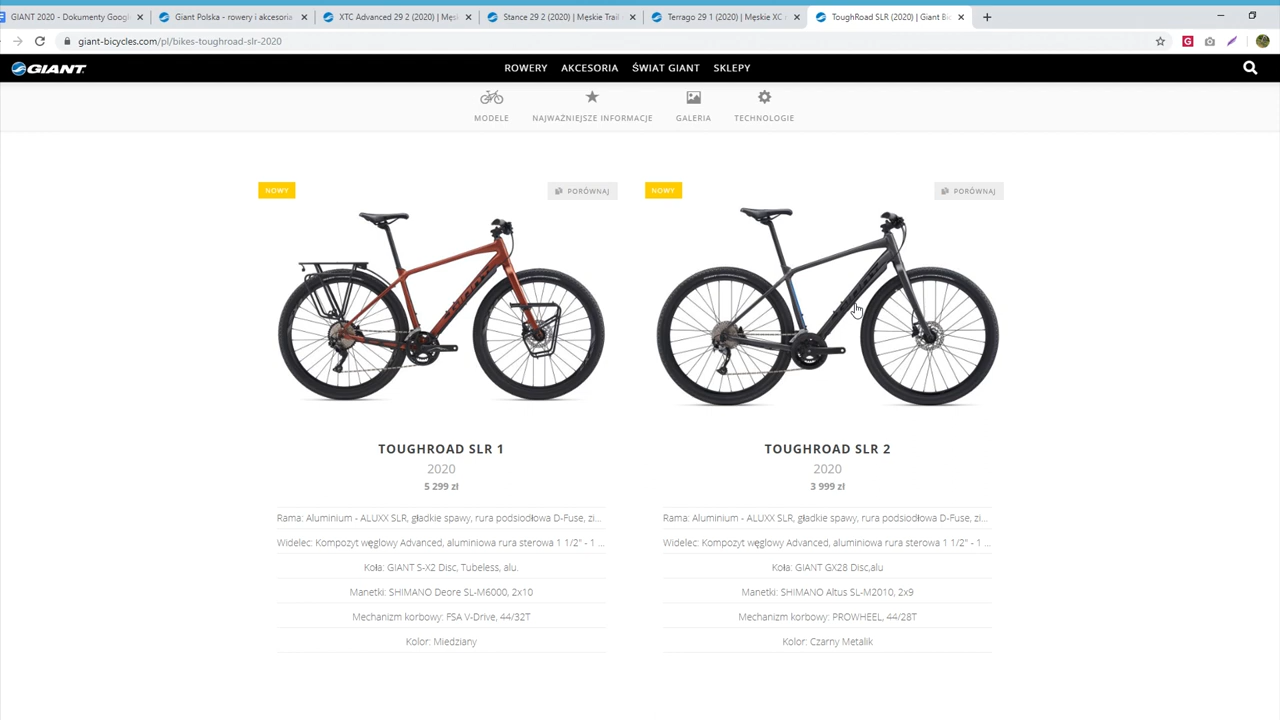 GIANT 2020 - Dokumenty Goog
Giant Polska - rowery i akcesoria
XTC Advanced 29 2 (2020) | Męs
Stance 29 2 (2020) | Męskie Trail
Terrago 29 1 (2020) | Męskie XC
ToughRoad SLR (2020) | Giant Bic
giant-bicycles.com/pl/bikes-toughroad-slr-2020
GIANT
ROWERY AKCESORIA ŚWIAT GIANT SKLEPY
MODELE NAJWAŻNIEJSZE INFORMACJE GALERIA TECHNOLOGIE
NOWY
PORÓWNAJ
NOWY
PORÓWNAJ
TOUGHROAD SLR 1
2020
5 299 zł
Rama: Aluminium - ALUXX SLR, gładkie spawy, rura podsiodłowa D-Fuse, zi...
Widelec: Kompozyt węglowy Advanced, aluminiowa rura sterowa 1 1/2" - 1 ...
Koła: GIANT S-X2 Disc, Tubeless, alu.
Manetki: SHIMANO Deore SL-M6000, 2x10
Mechanizm korbowy: FSA V-Drive, 44/32T
Kolor: Miedziany
TOUGHROAD SLR 2
2020
3 999 zł
Rama: Aluminium - ALUXX SLR, gładkie spawy, rura podsiodłowa D-Fuse, zi...
Widelec: Kompozyt węglowy Advanced, aluminiowa rura sterowa 1 1/2" - 1 ...
Koła: GIANT GX28 Disc,alu
Manetki: SHIMANO Altus SL-M2010, 2x9
Mechanizm korbowy: PROWHEEL, 44/28T
Kolor: Czarny Metalik